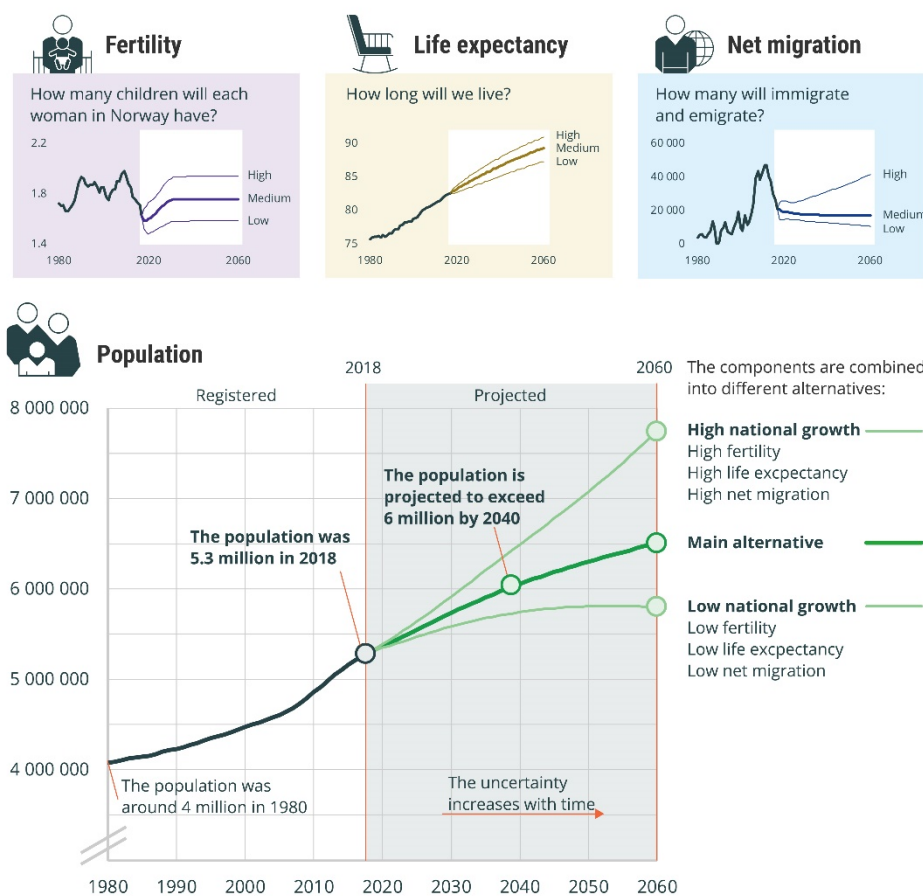 Fertility
How many children will each
woman in Norway have?
2.2
1.8
1.4
High
Medium
Low
1980
2020
2060
Life expectancy
How long will we live?
90
85
80
75
High
Medium
Low
1980
2020
2060
Net migration
How many will immigrate
and emigrate?
60 000
40 000
20 000
0
High
Medium
Low
1980
2020
2060
Population
2018
2060
Registered
Projected
8 000 000
7 000 000
6 000 000
5 000 000
4 000 000
The population was
5.3 million in 2018
The population is
projected to exceed
6 million by 2040
The population was
around 4 million in 1980
The uncertainty
increases with time
1980
1990
2000
2010
2020
2030
2040
2050
2060
The components are combined
into different alternatives:
High national growth
High fertility
High life excpectancy
High net migration
Main alternative
Low national growth
Low fertility
Low life excpectancy
Low net migration